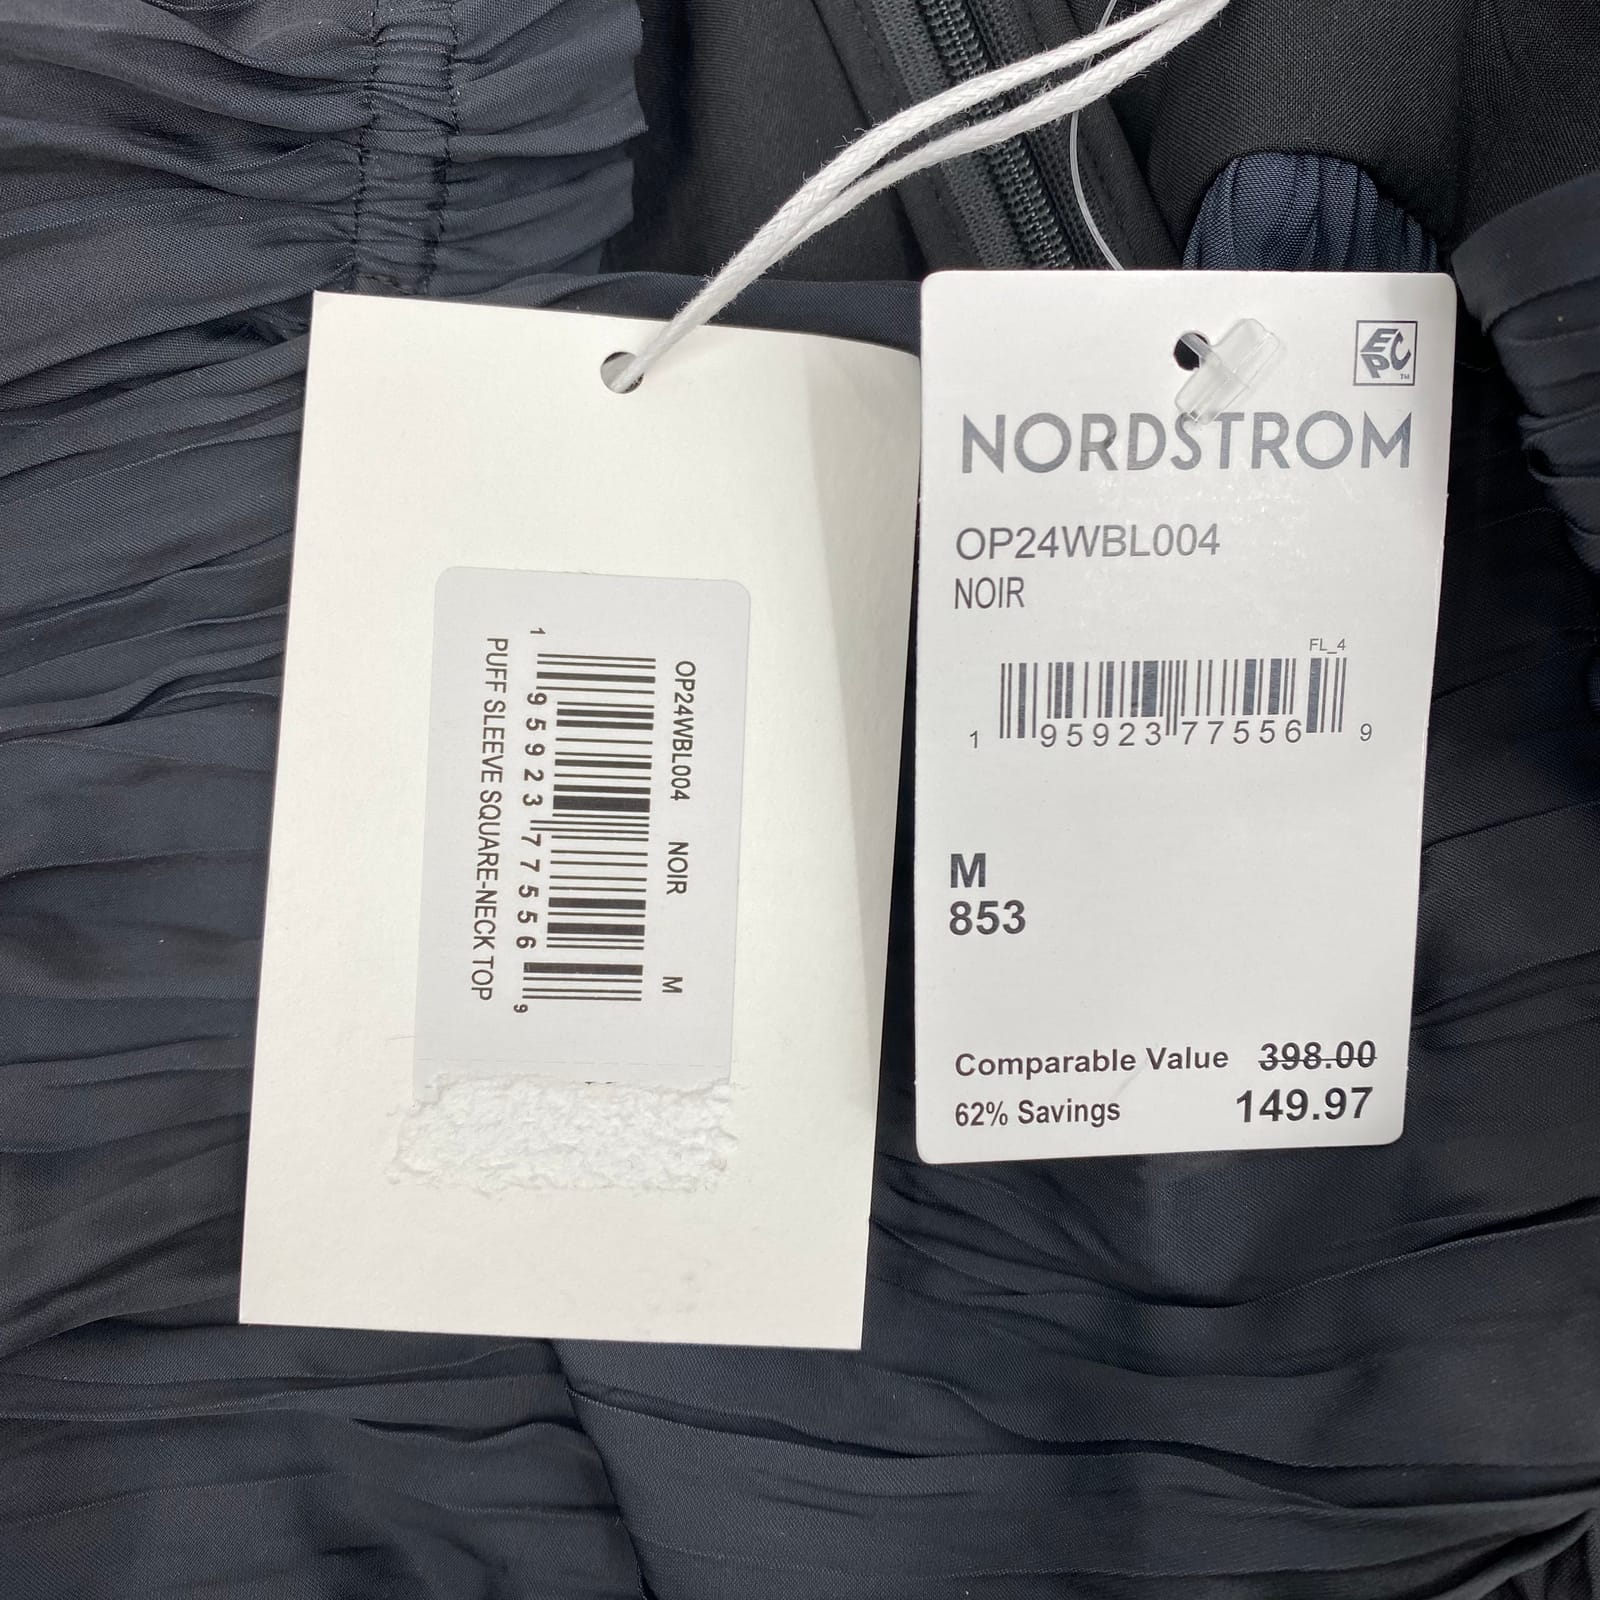 OP24WBL004 NOIR M
1 95923 77556 9
PUFF SLEEVE SQUARE-NECK TOP
EPC TM
NORDSTROM
OP24WBL004
NOIR
FL_4
1 95923 77556 9
M
853
Comparable Value 398.00
62% Savings 149.97